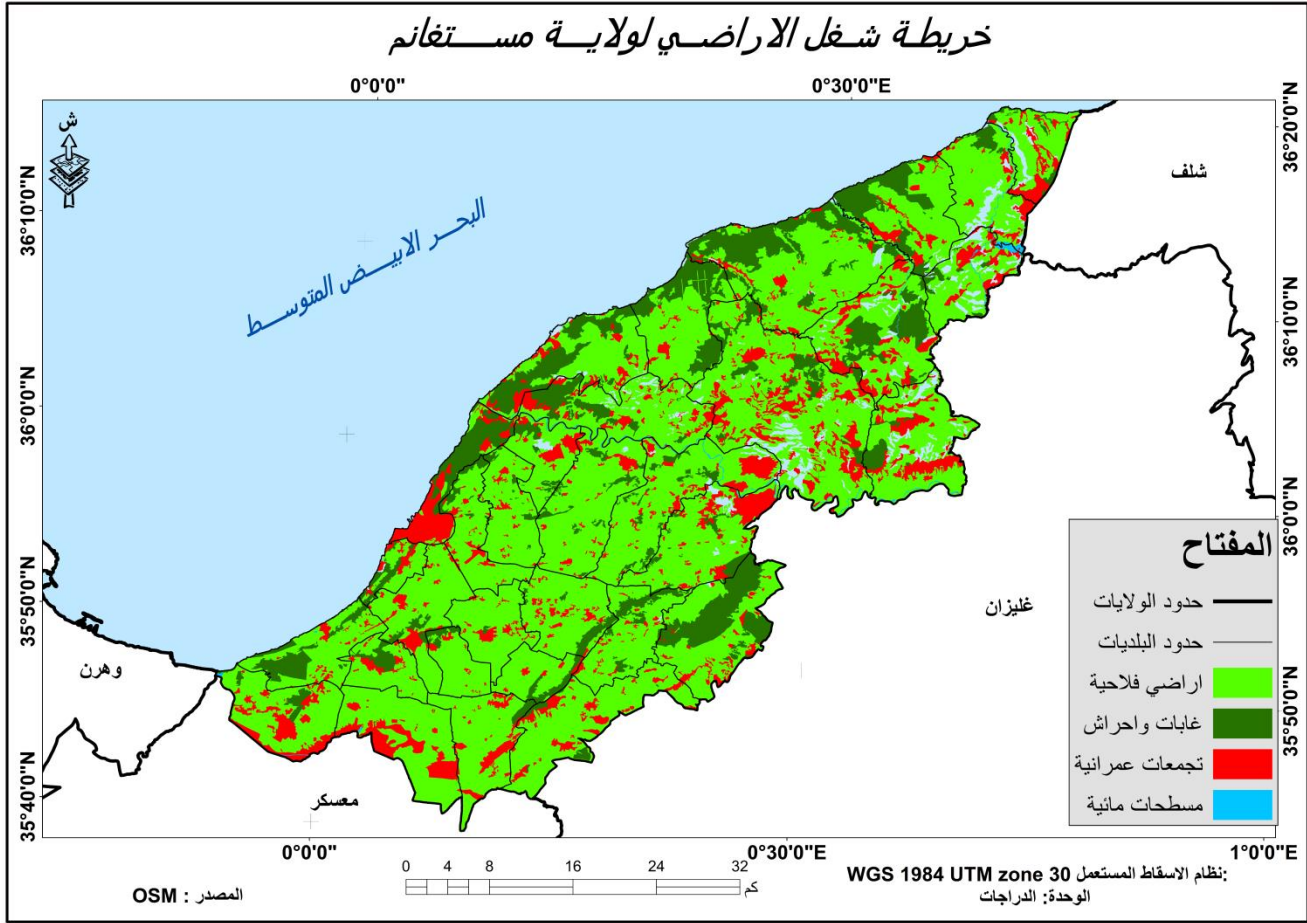 خريطة شغل الاراضي لولاية مستغانم
0°0'0" 0°30'0"E
ش
36°20'0"N
36°10'0"N
شلف
البحر الابيض المتوسط
36°10'0"N
36°0'0"N
36°0'0"N
المفتاح
حدود الولايات
حدود البلديات
اراضي فلاحية
غابات واحراش
تجمعات عمرانية
مسطحات مائية
غليزان
35°50'0"N
وهرن
35°50'0"N
معسكر
35°40'0"N
0°0'0" 0°30'0"E 1°0'0"E
0 4 8 16 24 32
كم
المصدر : OSM
نظام الاسقاط المستعمل WGS 1984 UTM zone 30:
الوحدة: الدراجات